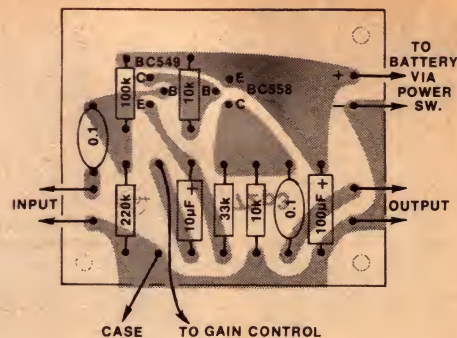 BC549
100k
C
E
B
10k
B
E
C
BC558
+
−
TO
BATTERY
VIA
POWER
SW.
0.1
INPUT
220k
10µF +
33k
10k
0.1
100µF +
OUTPUT
CASE
TO GAIN CONTROL